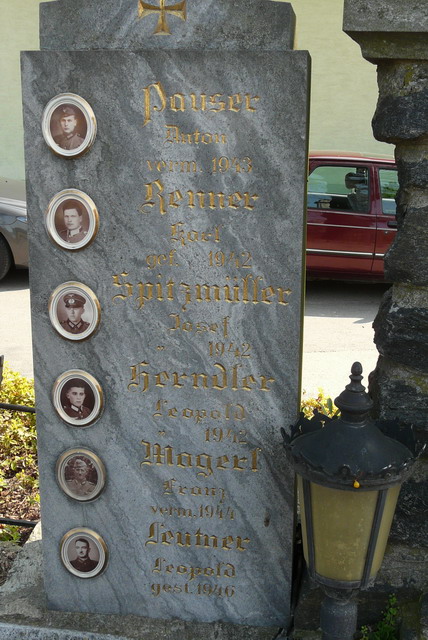 Pauser
Anton
verm. 1943
Renner
Karl
gef. 1942
Spitzmüller
Josef
" 1942
Herndler
Leopold
" 1942
Magerl
Franz
verm. 1944
Leutner
Leopold
gest. 1946